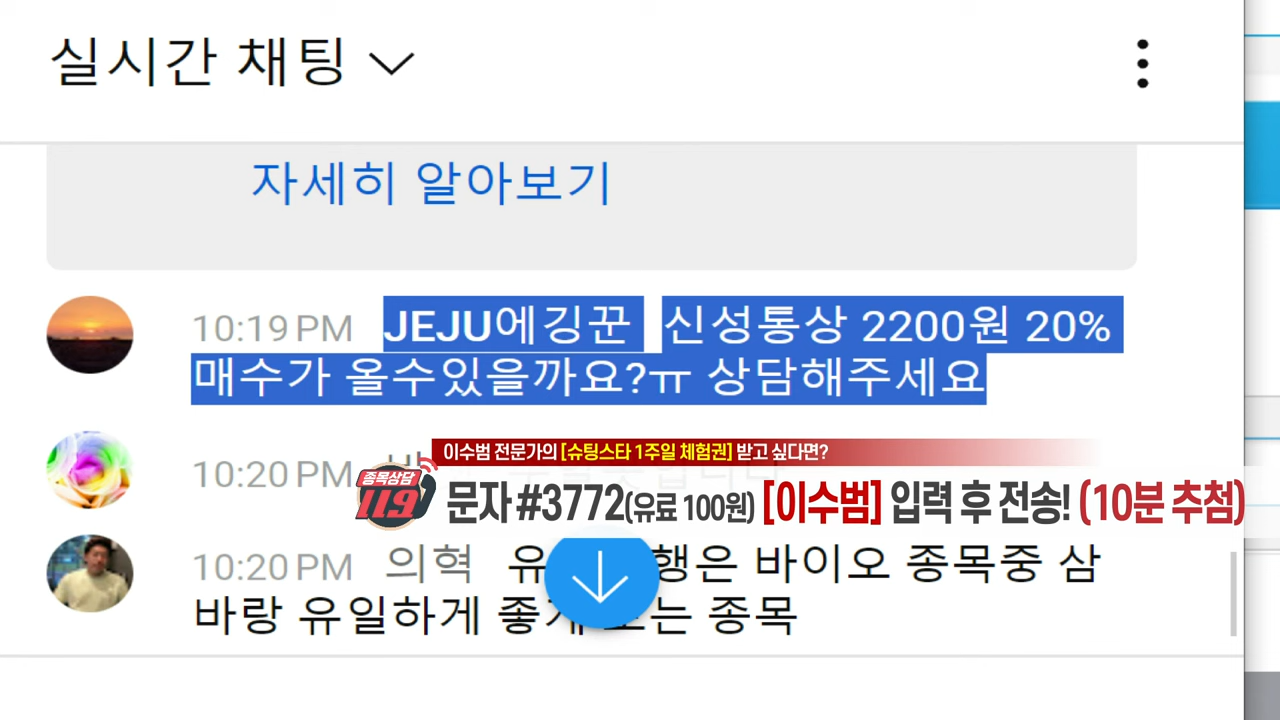 실시간 채팅
자세히 알아보기
10:19 PM JEJU에깅꾼 신성통상 2200원 20%
매수가 올수있을까요?ㅠ 상담해주세요
이수범 전문가의 [슈팅스타 1주일 체험권] 받고 싶다면?
10:20 PM
종목상담
119
문자 #3772(유료 100원) [이수범] 입력 후 전송! (10분 추첨)
10:20 PM 의혁 유 행은 바이오 종목중 삼
바랑 유일하게 좋게 는 종목